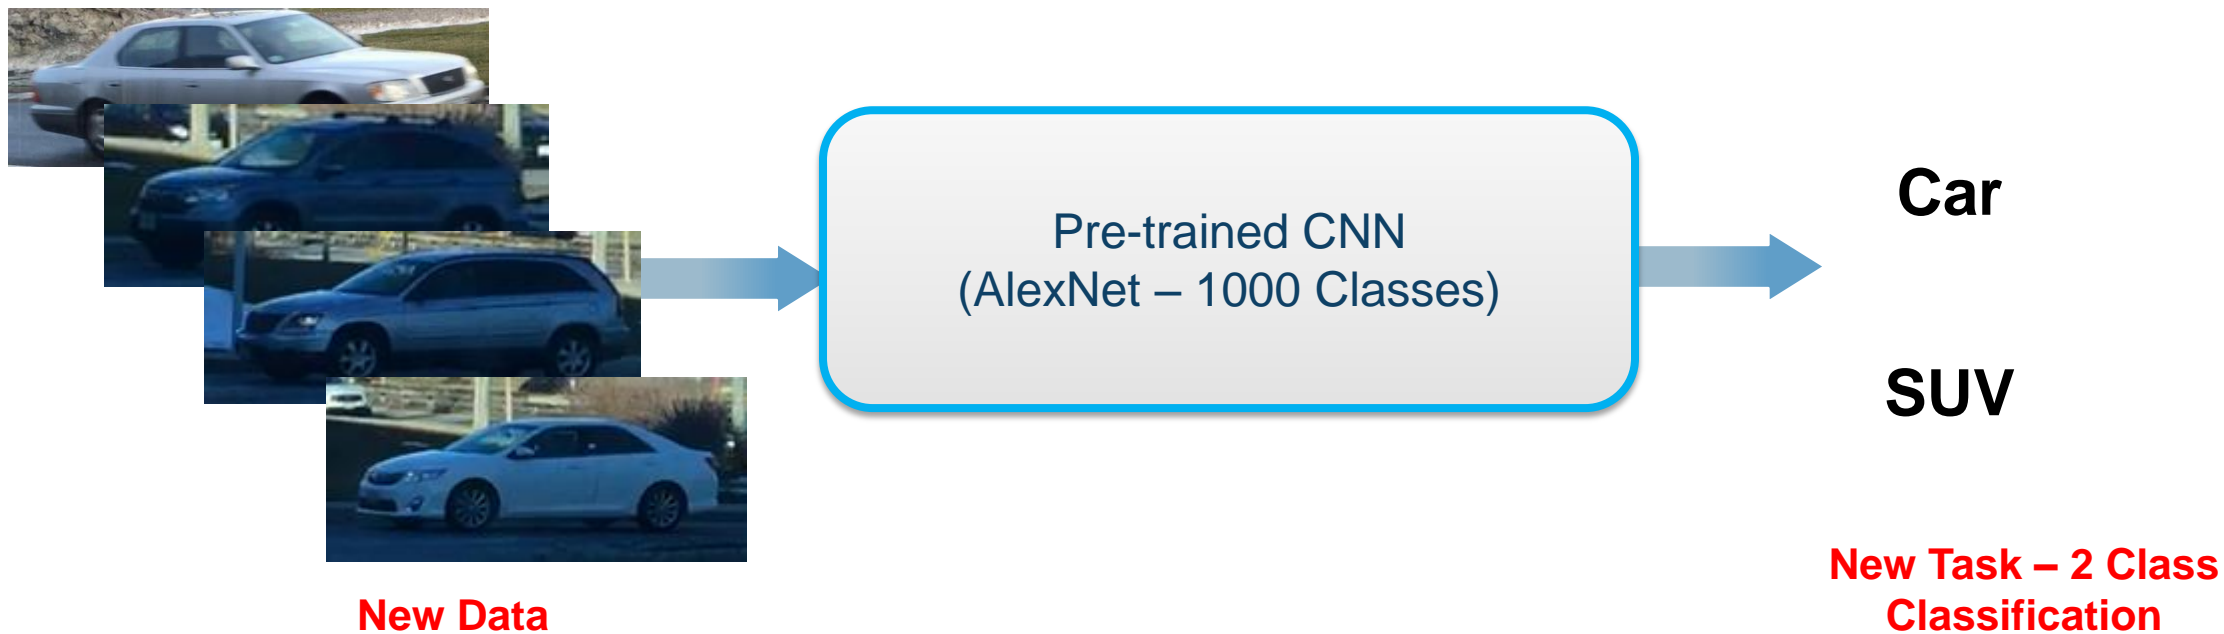 New Data
Pre-trained CNN
(AlexNet – 1000 Classes)
Car
SUV
New Task – 2 Class
Classification